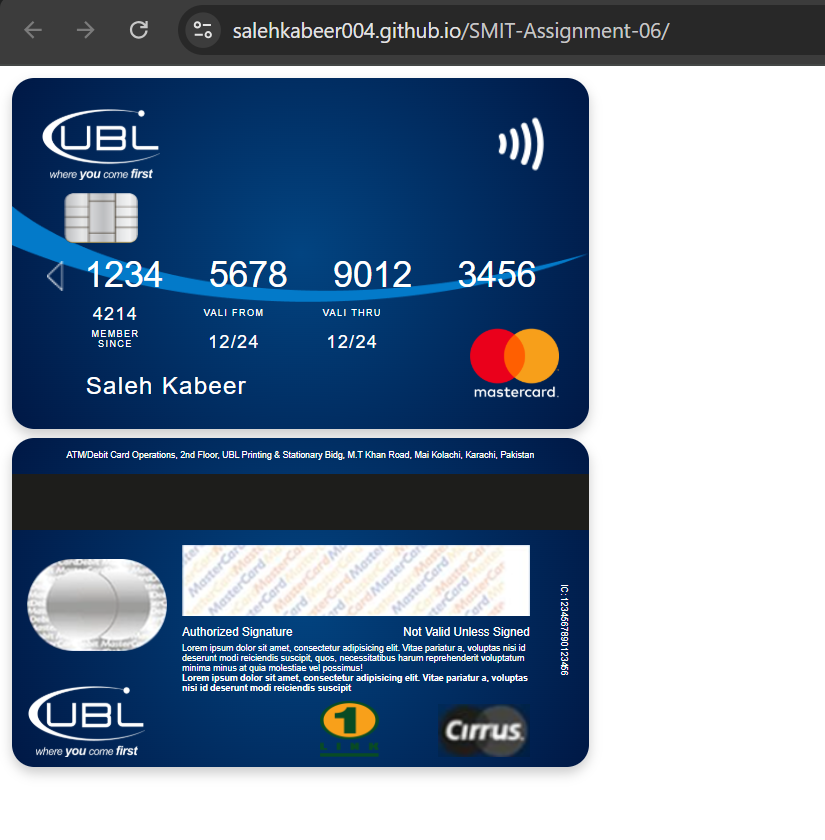 salehkabeer004.github.io/SMIT-Assignment-06/
UBL
where you come first
1234 5678 9012 3456
4214 VALI FROM VALI THRU
MEMBER
SINCE
12/24 12/24
Saleh Kabeer
mastercard.
ATM/Debit Card Operations, 2nd Floor, UBL Printing & Stationary Bidg, M.T Khan Road, Mai Kolachi, Karachi, Pakistan
MasterCard MasterCard MasterCard MasterCard
Authorized Signature Not Valid Unless Signed
Lorem ipsum dolor sit amet, consectetur adipisicing elit. Vitae pariatur a, voluptas nisi id
deserunt modi reiciendis suscipit, quos, necessitatibus harum reprehenderit voluptatum
minima minus at quia molestiae vel possimus!
Lorem ipsum dolor sit amet, consectetur adipisicing elit. Vitae pariatur a, voluptas
nisi id deserunt modi reiciendis suscipit
IC :1234567890123456
UBL
where you come first
1
LINK
Cirrus.